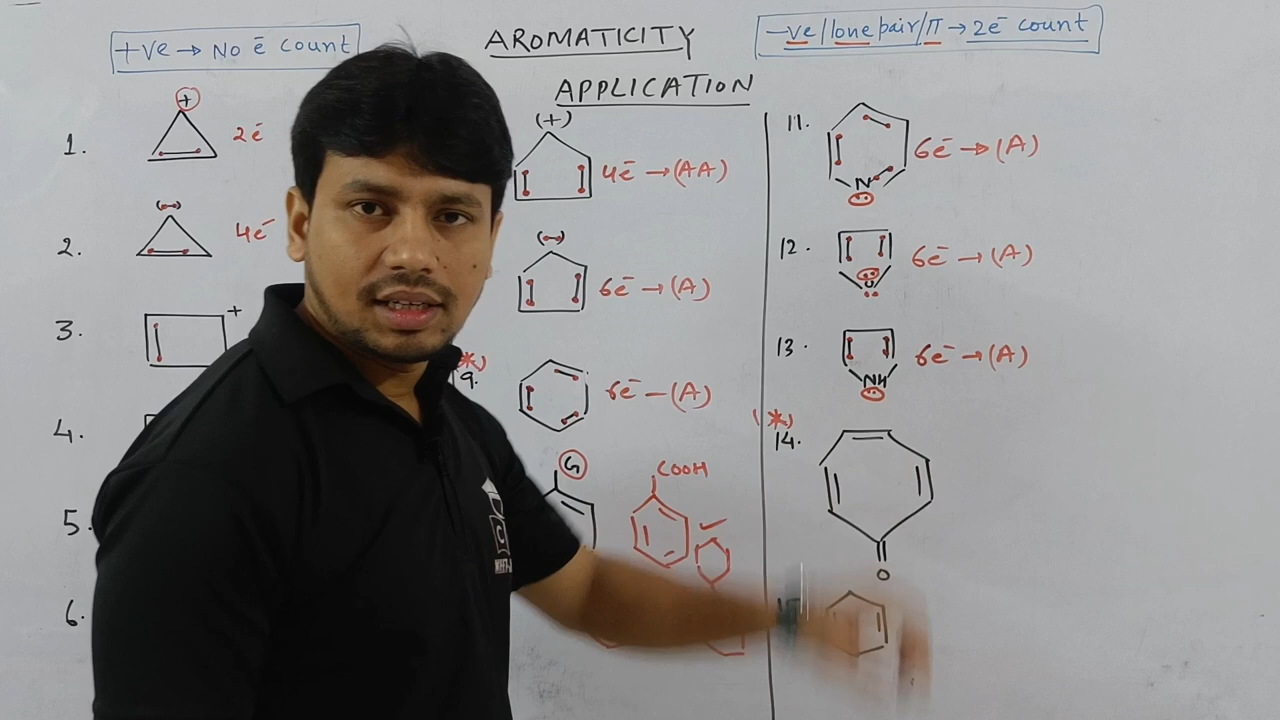 +ve → No ē count
AROMATICITY
-ve/lone pair/π → 2ē count
APPLICATION
1.
+
2ē
2.
(-)
4ē
3.
+
4.
5.
6.
(+)
4ē → (AA)
(-)
6ē → (A)
(*)
9.
6ē — (A)
G
COOH
11.
N
6ē → (A)
12.
O
6ē → (A)
13.
NH
6ē → (A)
(*)
14.
O